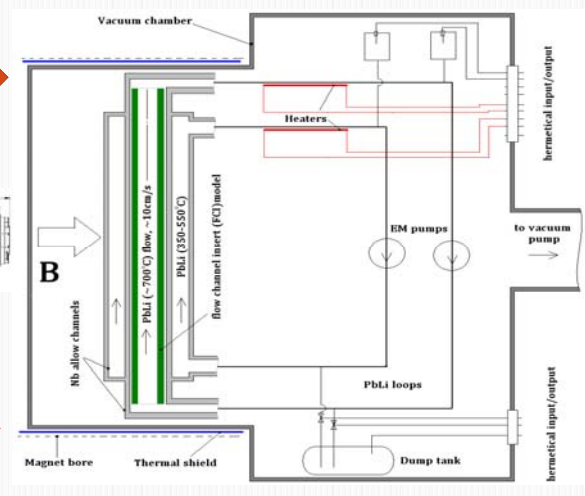 Vacuum chamber
hermetical input/output
Heaters
EM pumps
to vacuum
pump
B
PbLi (~700°C) flow, ~10cm/s
PbLi (350-550°C)
flow channel insert (FCI)model
Nb allow channels
PbLi loops
Dump tank
hermetical input/output
Magnet bore
Thermal shield